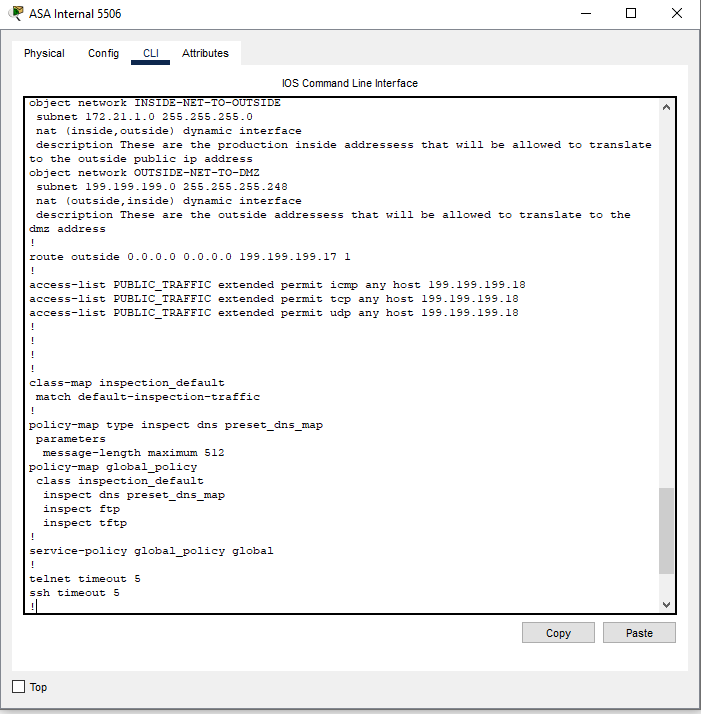 ASA Internal 5506
Physical Config CLI Attributes
IOS Command Line Interface
object network INSIDE-NET-TO-OUTSIDE
subnet 172.21.1.0 255.255.255.0
nat (inside,outside) dynamic interface
description These are the production inside addressess that will be allowed to translate
to the outside public ip address
object network OUTSIDE-NET-TO-DMZ
subnet 199.199.199.0 255.255.255.248
nat (outside,inside) dynamic interface
description These are the outside addressess that will be allowed to translate to the
dmz address
!
route outside 0.0.0.0 0.0.0.0 199.199.199.17 1
!
access-list PUBLIC_TRAFFIC extended permit icmp any host 199.199.199.18
access-list PUBLIC_TRAFFIC extended permit tcp any host 199.199.199.18
access-list PUBLIC_TRAFFIC extended permit udp any host 199.199.199.18
!
!
!
!
class-map inspection_default
match default-inspection-traffic
!
policy-map type inspect dns preset_dns_map
parameters
message-length maximum 512
policy-map global_policy
class inspection_default
inspect dns preset_dns_map
inspect ftp
inspect tftp
!
service-policy global_policy global
!
telnet timeout 5
ssh timeout 5
!
Copy Paste
Top